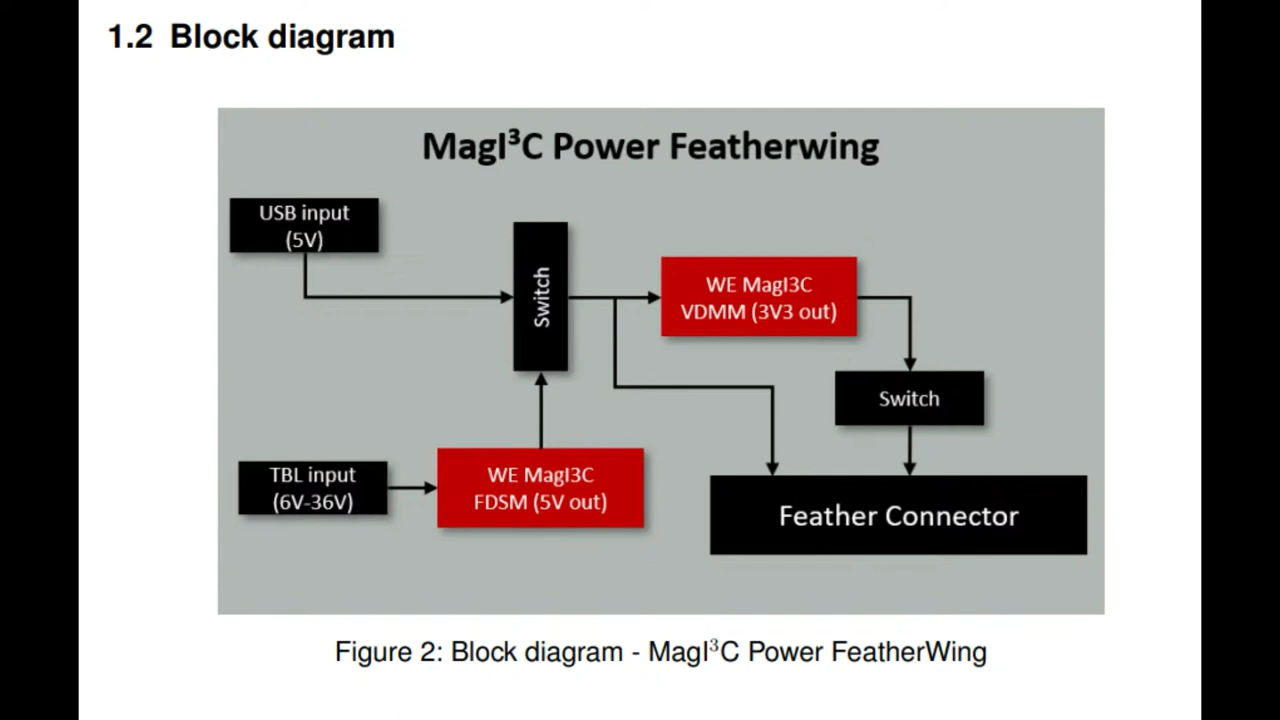 1.2 Block diagram
MagI³C Power Featherwing
USB input
(5V)
Switch
WE MagI3C
VDMM (3V3 out)
Switch
TBL input
(6V-36V)
WE MagI3C
FDSM (5V out)
Feather Connector
Figure 2: Block diagram - MagI³C Power FeatherWing